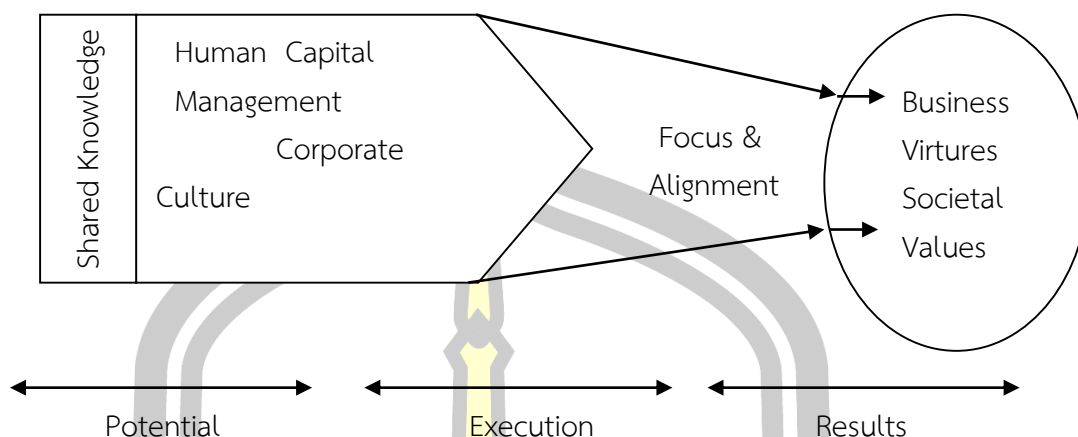 Shared Knowledge
Human Capital
Management
Corporate
Culture
Focus &
Alignment
Business
Virtures
Societal
Values
Potential
Execution
Results